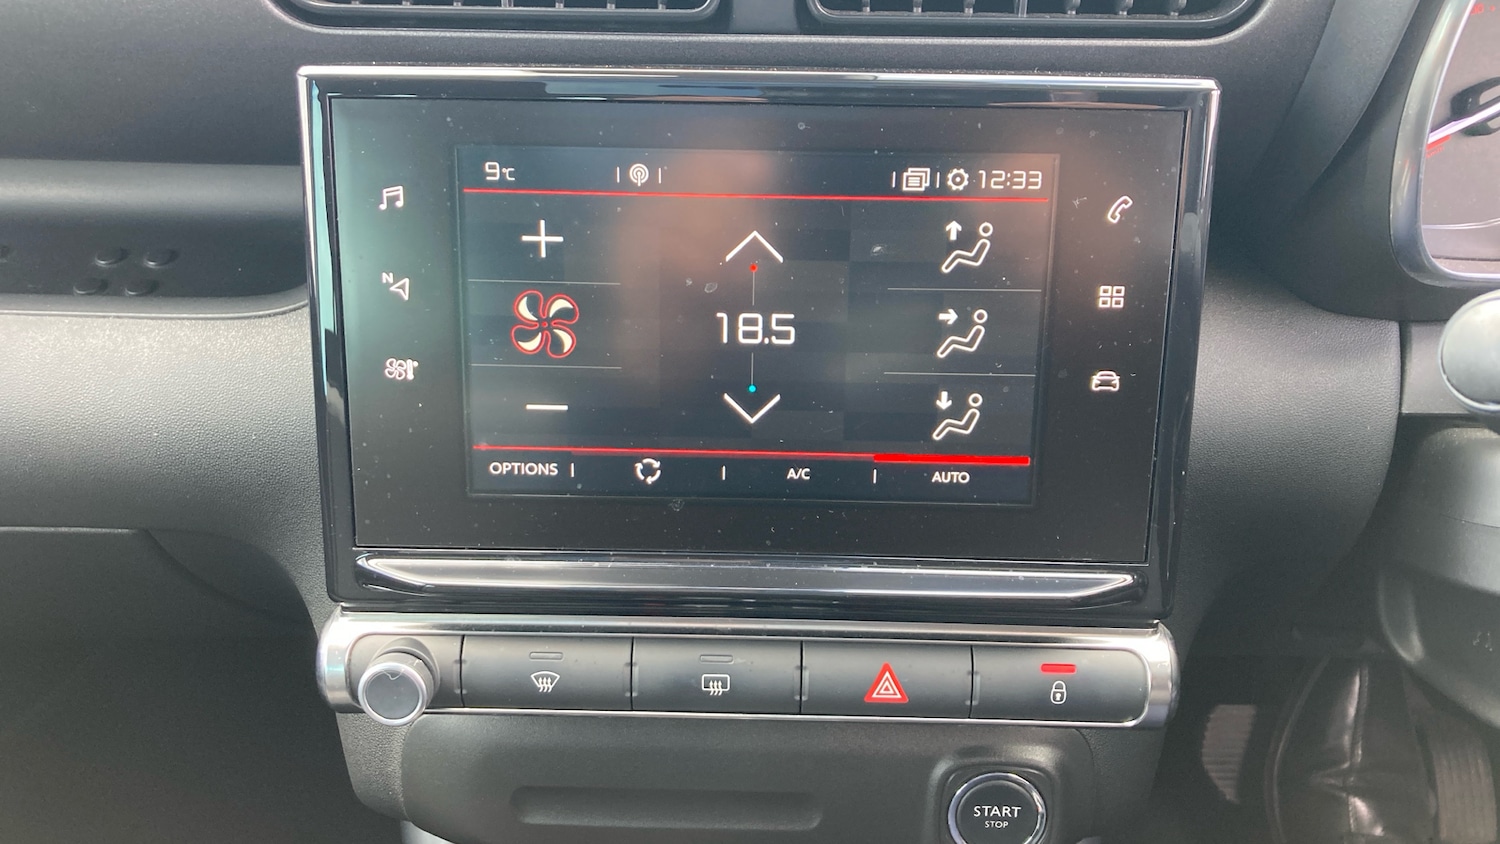 9°C
12:33
N
18.5
OPTIONS
A/C
AUTO
START
STOP